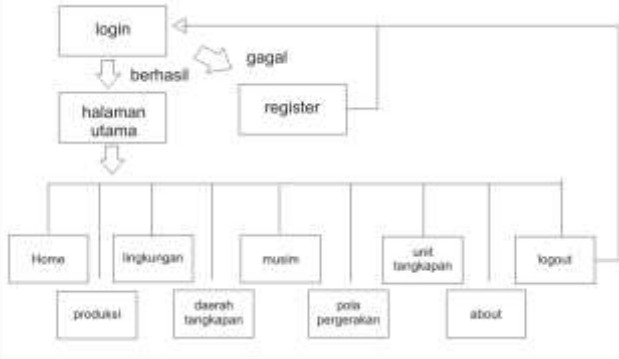 login
gagal
berhasil
register
halaman
utama
Home
lingkungan
musim
unit
tangkapan
logout
produksi
daerah
tangkapan
pola
pergerakan
about